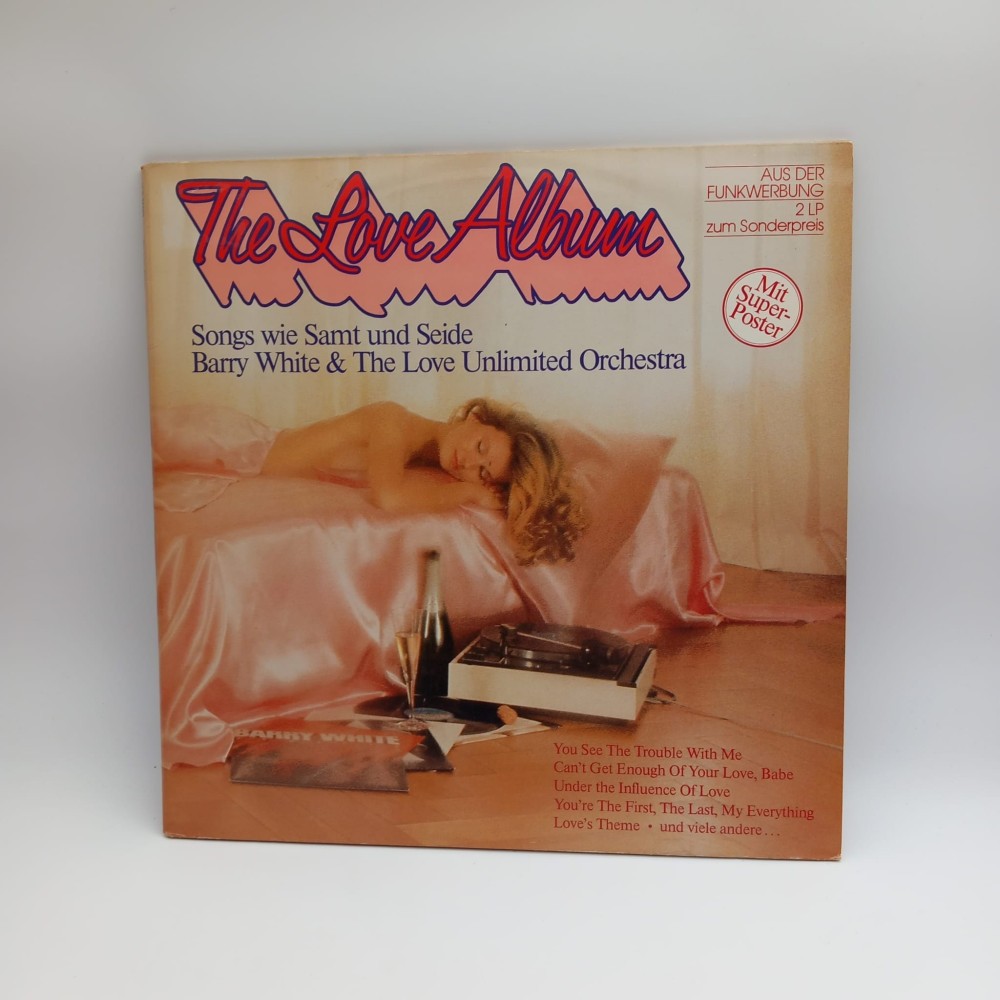 The Love Album
AUS DER
FUNKWERBUNG
2 LP
zum Sonderpreis
Mit
Super-
Poster
Songs wie Samt und Seide
Barry White & The Love Unlimited Orchestra
BARRY WHITE
You See The Trouble With Me
Can't Get Enough Of Your Love, Babe
Under the Influence Of Love
You're The First, The Last, My Everything
Love's Theme • und viele andere...